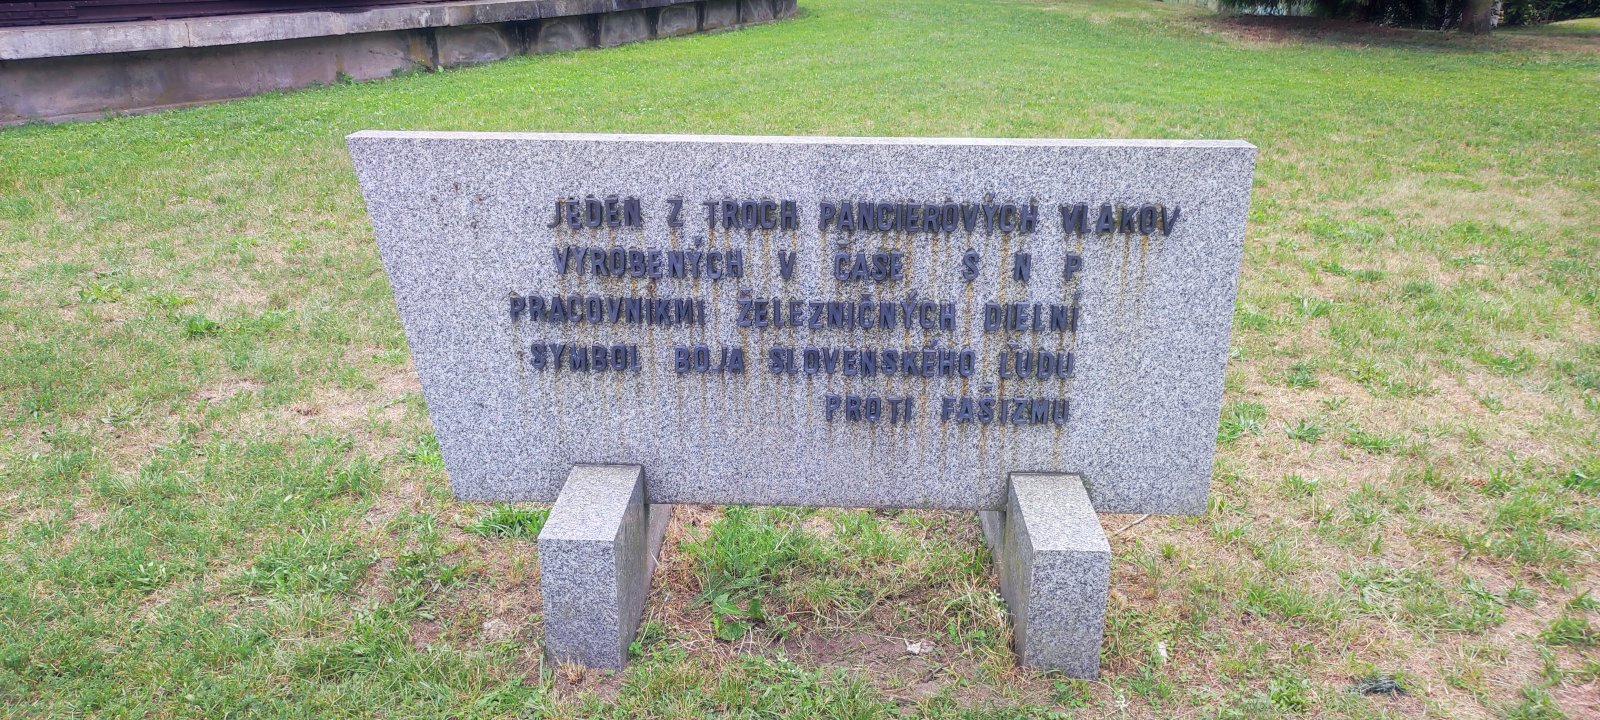 JEDEN Z TROCH PANCIEROVÝCH VLAKOV
VYROBENÝCH V ČASE S N P
PRACOVNÍKMI ŽELEZNIČNÝCH DIELNÍ
SYMBOL BOJA SLOVENSKÉHO ĽUDU
PROTI FAŠIZMU